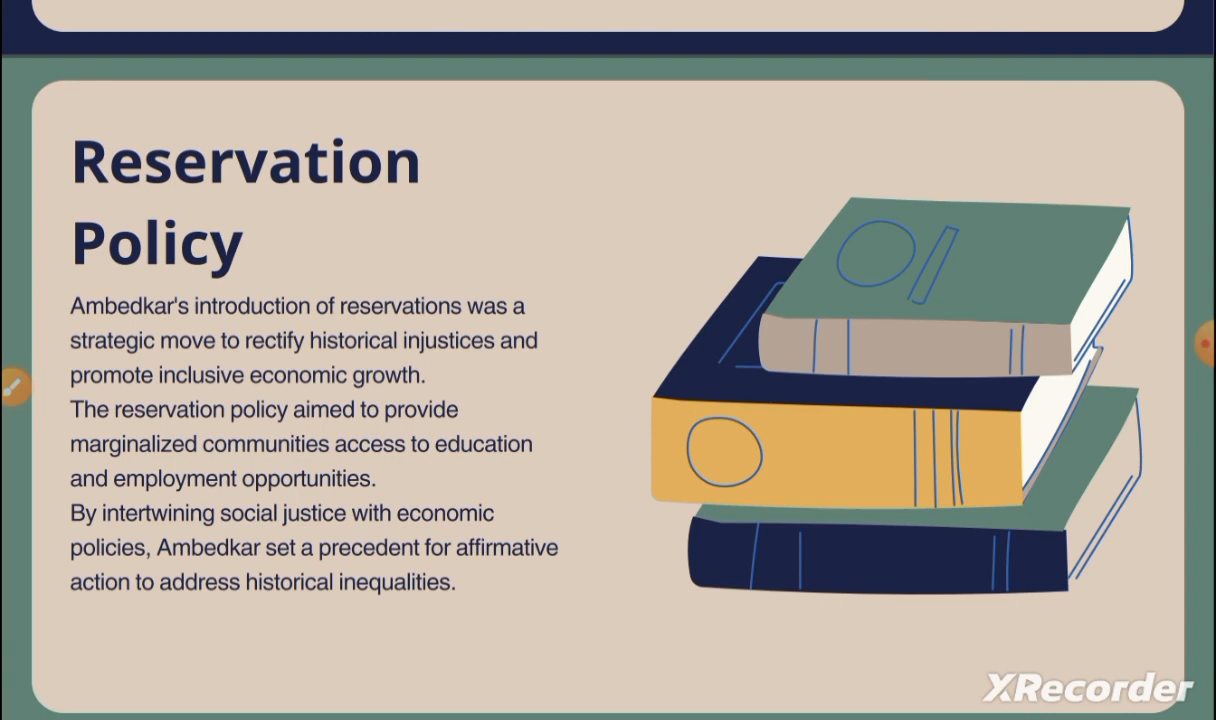 Reservation
Policy
Ambedkar's introduction of reservations was a
strategic move to rectify historical injustices and
promote inclusive economic growth.
The reservation policy aimed to provide
marginalized communities access to education
and employment opportunities.
By intertwining social justice with economic
policies, Ambedkar set a precedent for affirmative
action to address historical inequalities.
XRecorder